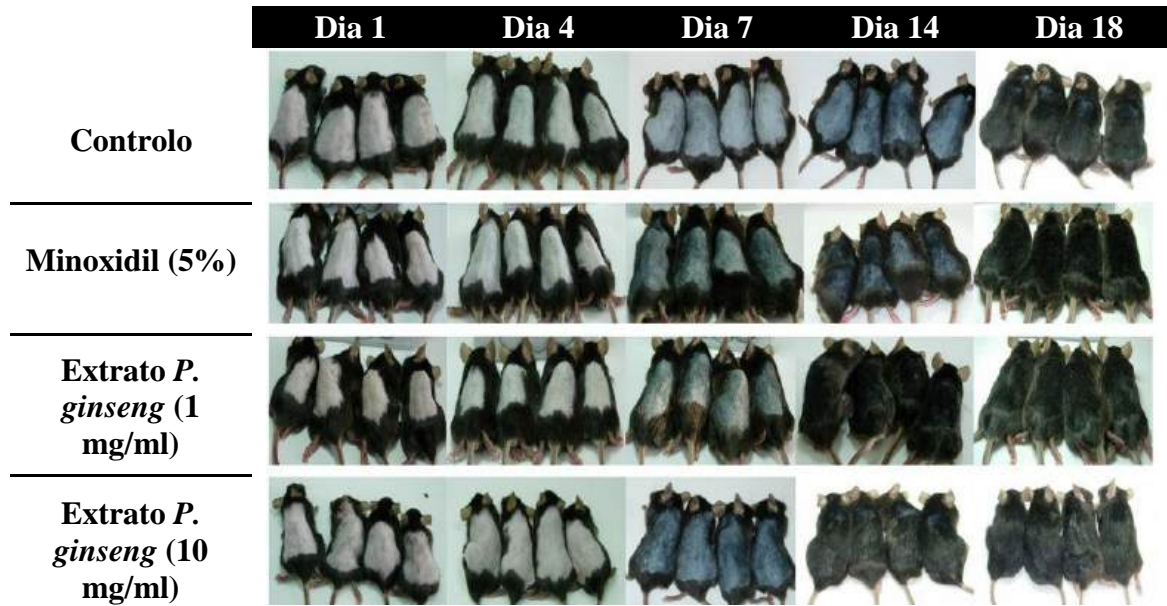 Dia 1 Dia 4 Dia 7 Dia 14 Dia 18
Controlo
Minoxidil (5%)
Extrato P.
ginseng (1
mg/ml)
Extrato P.
ginseng (10
mg/ml)